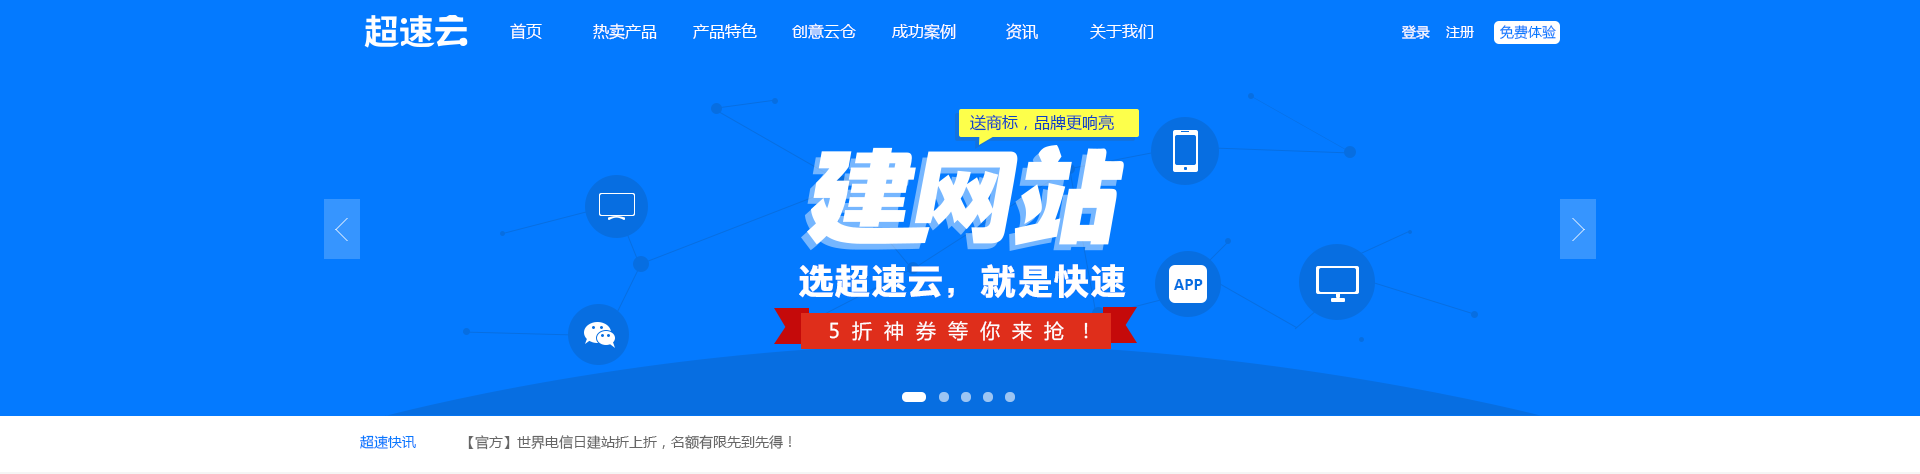 超速云 首页 热卖产品 产品特色 创意云仓 成功案例 资讯 关于我们 登录 注册 免费体验
送商标，品牌更响亮
建网站
APP
选超速云，就是快速
5折神券等你来抢！
超速快讯 【官方】世界电信日建站折上折，名额有限先到先得！